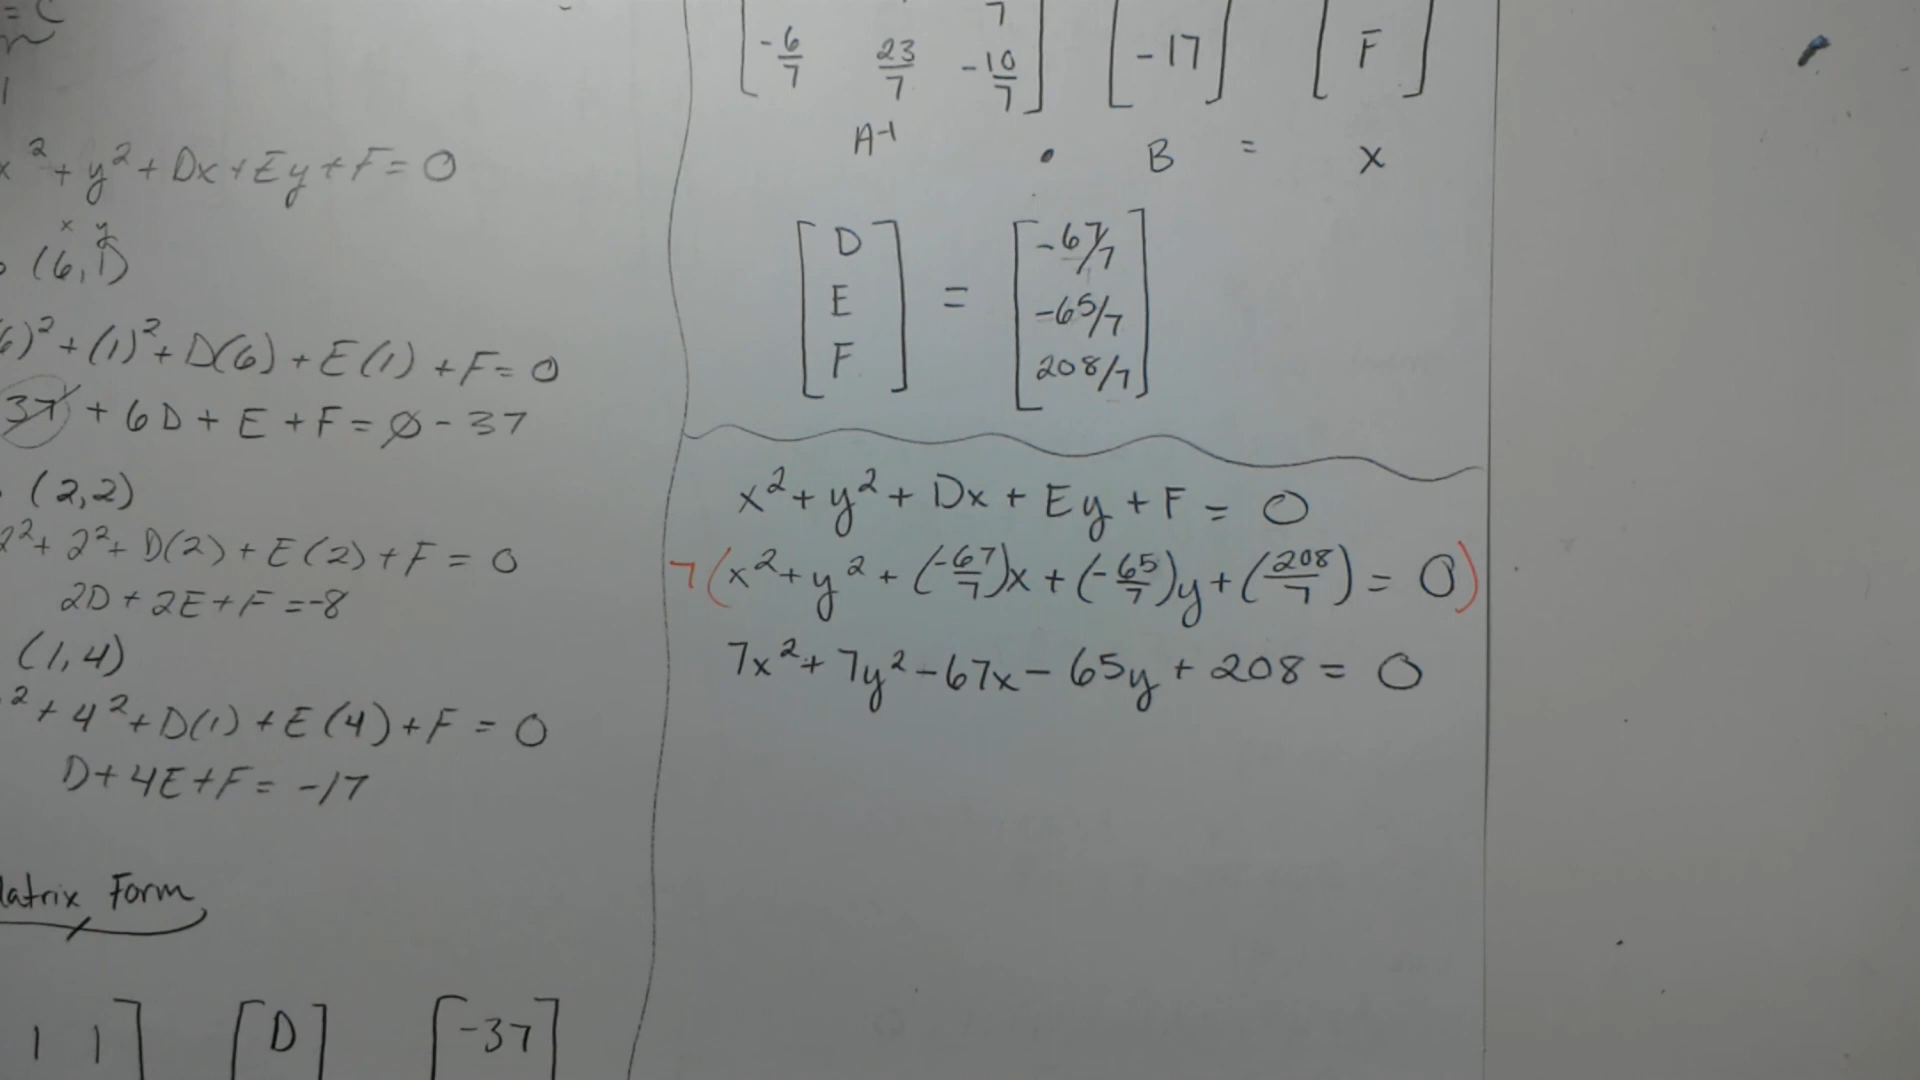 = C
1
x² + y² + Dx + Ey + F = 0
x y
(6,1)
6)² + (1)² + D(6) + E(1) + F = 0
37 + 6D + E + F = 0 - 37
(2,2)
2² + 2² + D(2) + E(2) + F = 0
2D + 2E + F = -8
(1,4)
² + 4² + D(1) + E(4) + F = 0
D + 4E + F = -17
Matrix Form
1 1] [D] [-37]
7
[-6/7 23/7 -10/7] [-17] [F]
A⁻¹ • B = X
[D E F] = [-67/7 -65/7 208/7]
x² + y² + Dx + Ey + F = 0
7(x² + y² + (-67/7)x + (-65/7)y + (208/7) = 0)
7x² + 7y² - 67x - 65y + 208 = 0